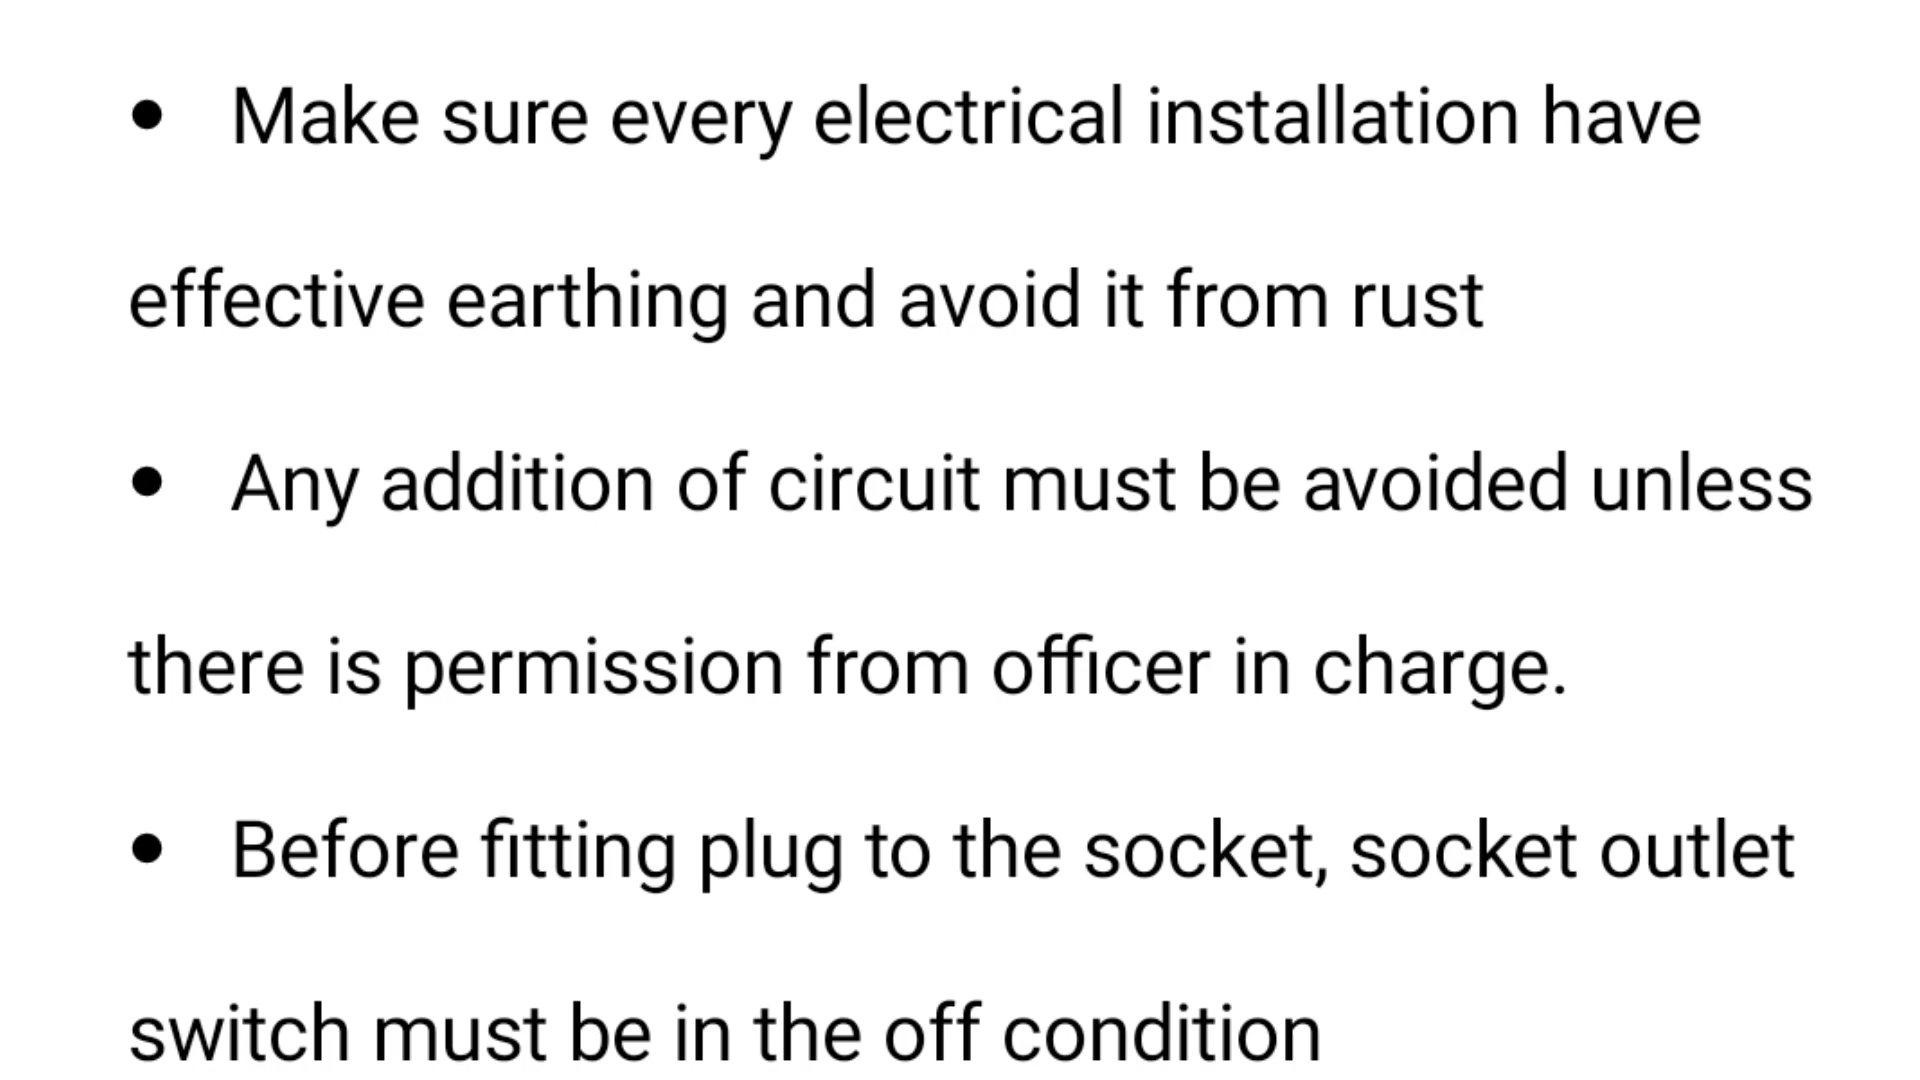 • Make sure every electrical installation have
effective earthing and avoid it from rust
• Any addition of circuit must be avoided unless
there is permission from officer in charge.
• Before fitting plug to the socket, socket outlet
switch must be in the off condition